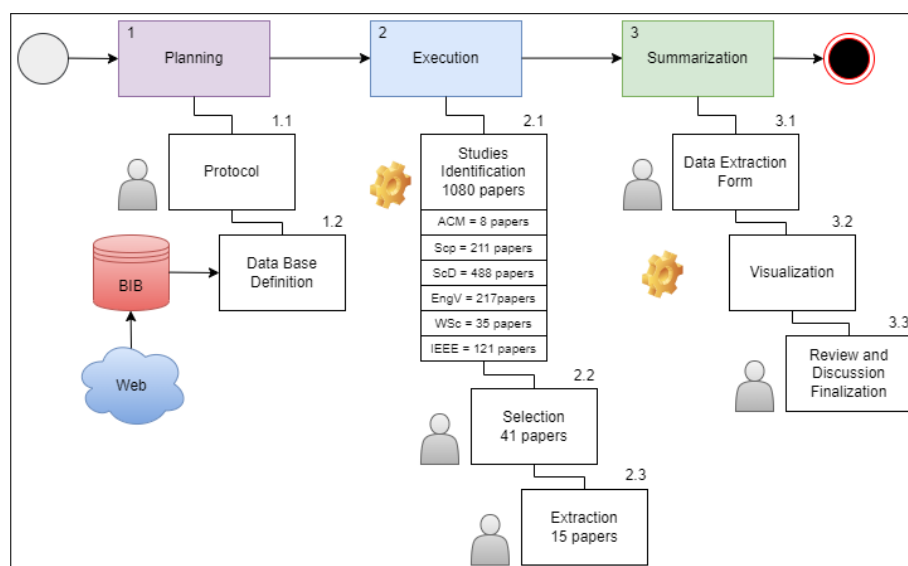 1
Planning
2
Execution
3
Summarization
1.1
Protocol
1.2
Data Base
Definition
BIB
Web
2.1
Studies
Identification
1080 papers
ACM = 8 papers
Scp = 211 papers
ScD = 488 papers
EngV = 217papers
WSc = 35 papers
IEEE = 121 papers
2.2
Selection
41 papers
2.3
Extraction
15 papers
3.1
Data Extraction
Form
3.2
Visualization
3.3
Review and
Discussion
Finalization